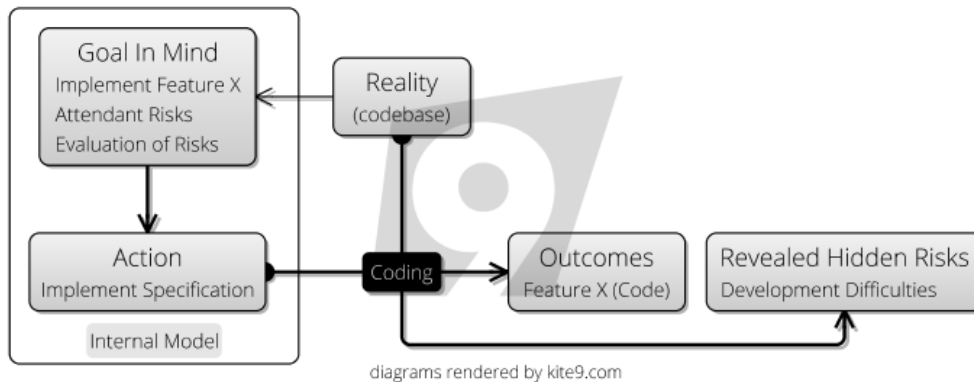 Goal In Mind
Implement Feature X
Attendant Risks
Evaluation of Risks
Reality
(codebase)
Action
Implement Specification
Internal Model
Coding
Outcomes
Feature X (Code)
Revealed Hidden Risks
Development Difficulties
diagrams rendered by kite9.com